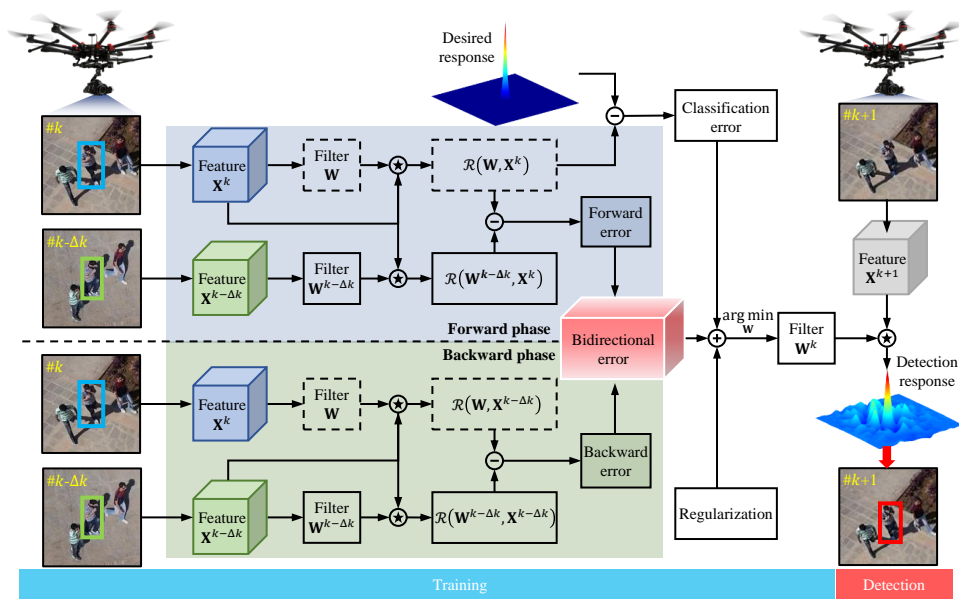 Desired
response
#k
Feature
X^k
Filter
W
ℛ(W, X^k)
Classification
error
#k+1
Forward
error
#k-Δk
Feature
X^{k−Δk}
Filter
W^{k−Δk}
ℛ(W^{k−Δk}, X^k)
Feature
X^{k+1}
Forward phase
Backward phase
Bidirectional
error
arg min
W
Filter
W^k
Detection
response
#k
Feature
X^k
Filter
W
ℛ(W, X^{k−Δk})
Backward
error
#k-Δk
Feature
X^{k−Δk}
Filter
W^{k−Δk}
ℛ(W^{k−Δk}, X^{k−Δk})
Regularization
#k+1
Training
Detection